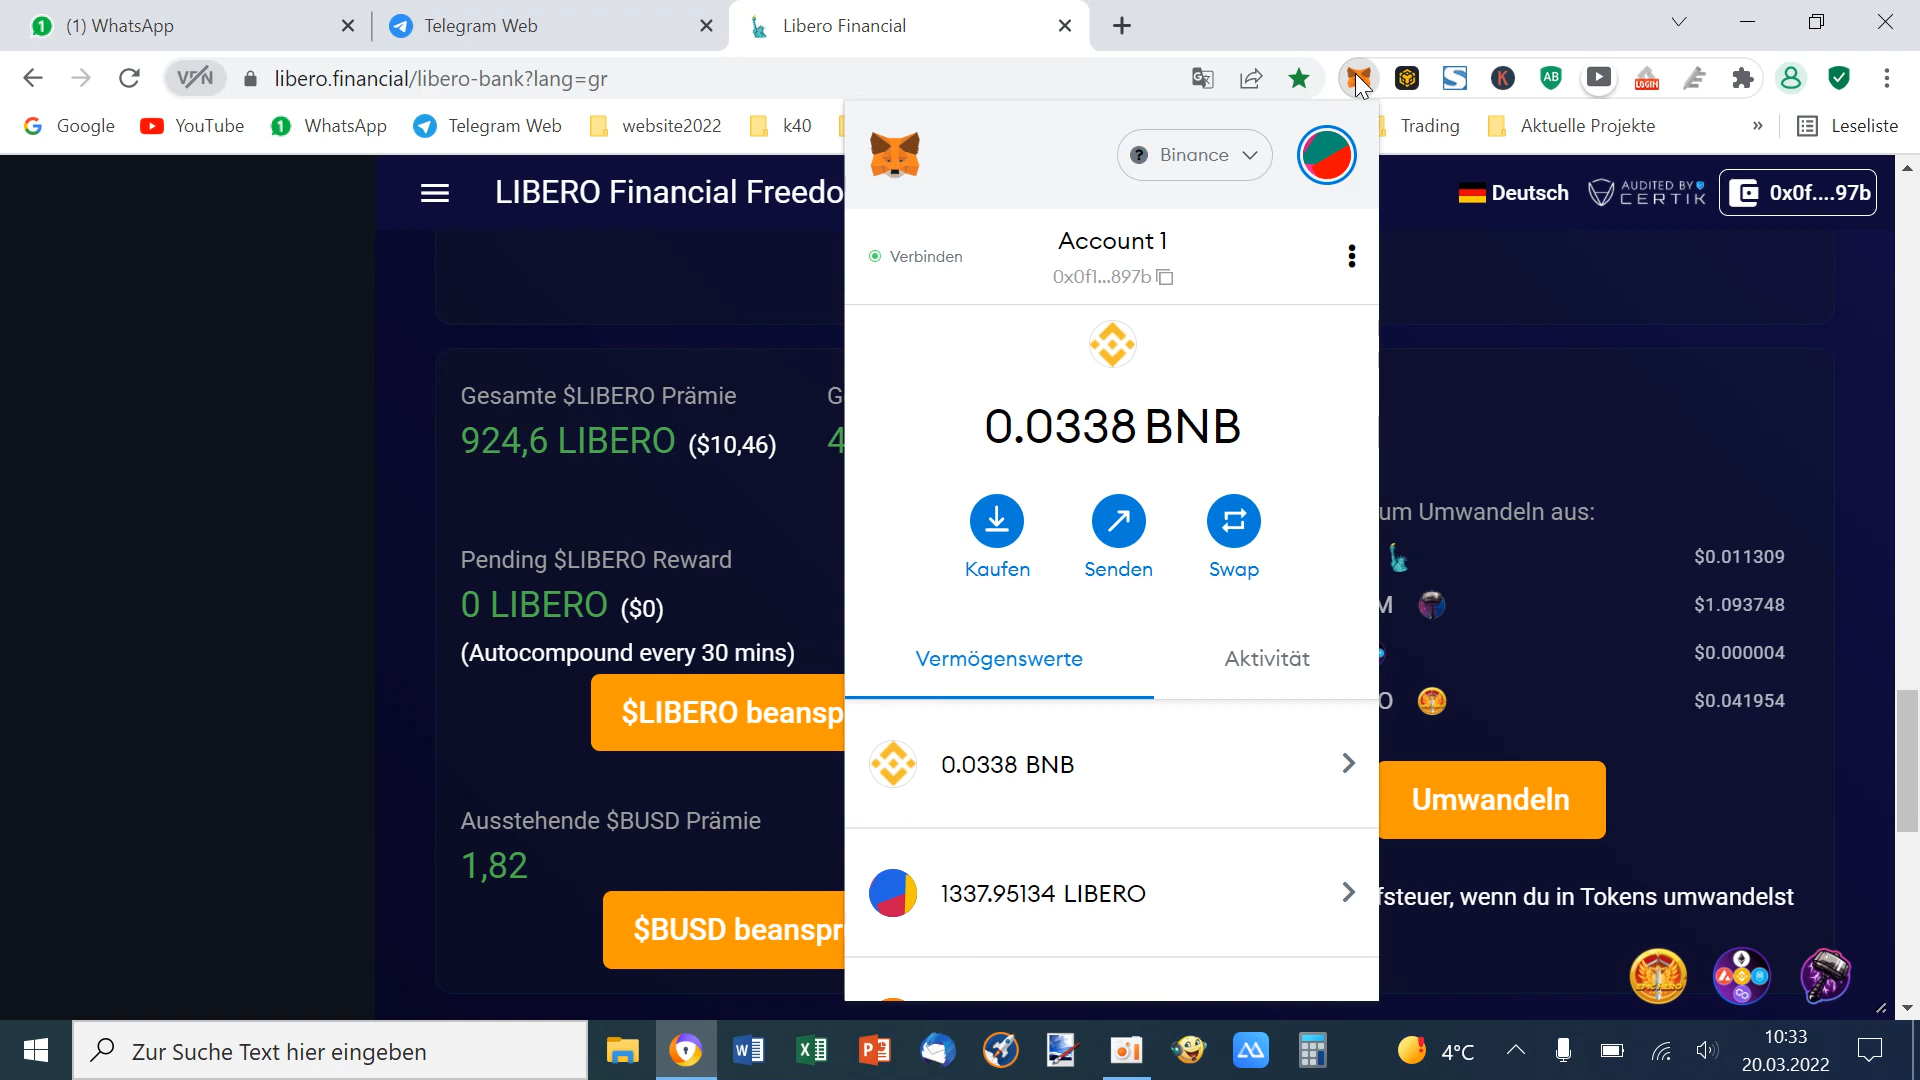 (1) WhatsApp
Telegram Web
Libero Financial
VPN
libero.financial/libero-bank?lang=gr
Google
YouTube
WhatsApp
Telegram Web
website2022
k40
Trading
Aktuelle Projekte
»
Leseliste
LIBERO Financial Freedo
Deutsch
AUDITED BY
CERTIK
0x0f....97b
Binance
Verbinden
Account 1
0x0f1...897b
0.0338 BNB
Kaufen
Senden
Swap
Vermögenswerte
Aktivität
0.0338 BNB
1337.95134 LIBERO
Gesamte $LIBERO Prämie
G
924,6 LIBERO ($10,46)
4
Pending $LIBERO Reward
0 LIBERO ($0)
(Autocompound every 30 mins)
$LIBERO beansp
Ausstehende $BUSD Prämie
1,82
$BUSD beanspr
um Umwandeln aus:
$0.011309
M
$1.093748
$0.000004
O
$0.041954
Umwandeln
fsteuer, wenn du in Tokens umwandelst
Zur Suche Text hier eingeben
4°C
10:33
20.03.2022